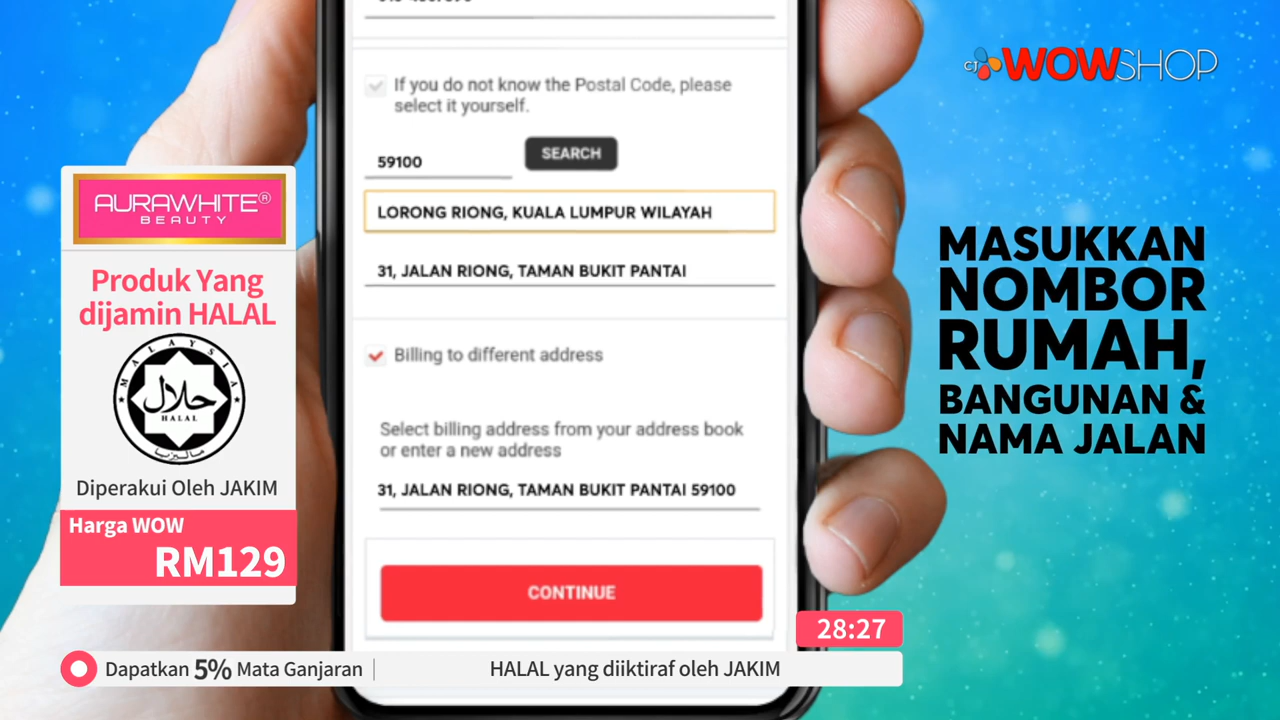 CJ WOWSHOP
If you do not know the Postal Code, please
select it yourself.
59100
SEARCH
LORONG RIONG, KUALA LUMPUR WILAYAH
31, JALAN RIONG, TAMAN BUKIT PANTAI
Billing to different address
Select billing address from your address book
or enter a new address
31, JALAN RIONG, TAMAN BUKIT PANTAI 59100
CONTINUE
AURAWHITE®
BEAUTY
Produk Yang
dijamin HALAL
MALAYSIA
حلال
HALAL
ماليزيا
Diperakui Oleh JAKIM
Harga WOW
RM129
MASUKKAN
NOMBOR
RUMAH,
BANGUNAN &
NAMA JALAN
28:27
Dapatkan 5% Mata Ganjaran
HALAL yang diiktiraf oleh JAKIM